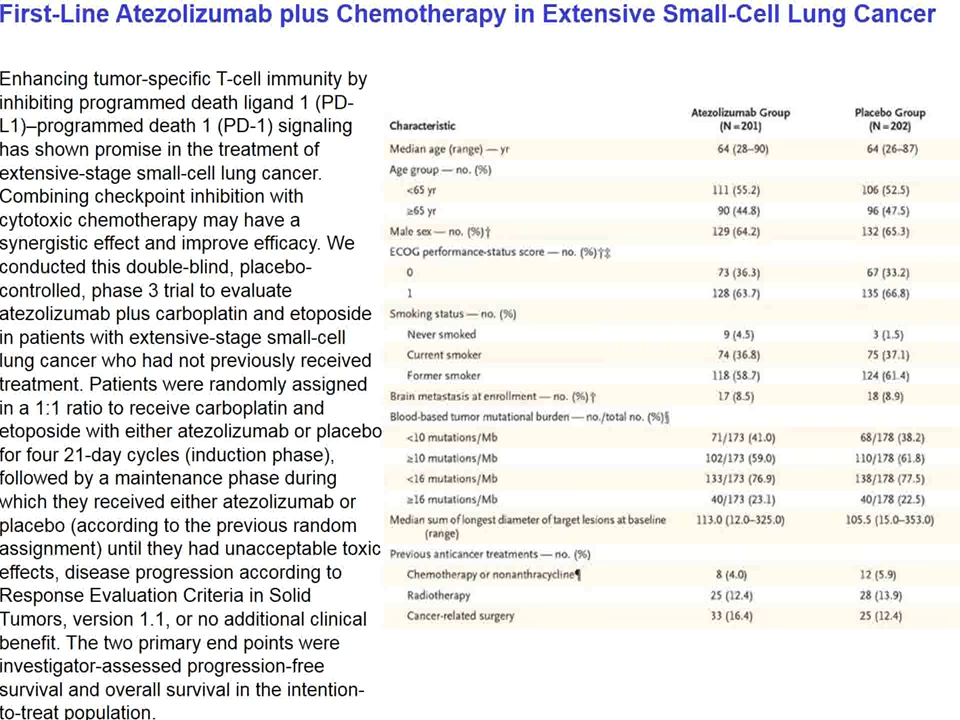 First-Line Atezolizumab plus Chemotherapy in Extensive Small-Cell Lung Cancer
Enhancing tumor-specific T-cell immunity by
inhibiting programmed death ligand 1 (PD-
L1)–programmed death 1 (PD-1) signaling
has shown promise in the treatment of
extensive-stage small-cell lung cancer.
Combining checkpoint inhibition with
cytotoxic chemotherapy may have a
synergistic effect and improve efficacy. We
conducted this double-blind, placebo-
controlled, phase 3 trial to evaluate
atezolizumab plus carboplatin and etoposide
in patients with extensive-stage small-cell
lung cancer who had not previously received
treatment. Patients were randomly assigned
in a 1:1 ratio to receive carboplatin and
etoposide with either atezolizumab or placebo
for four 21-day cycles (induction phase),
followed by a maintenance phase during
which they received either atezolizumab or
placebo (according to the previous random
assignment) until they had unacceptable toxic
effects, disease progression according to
Response Evaluation Criteria in Solid
Tumors, version 1.1, or no additional clinical
benefit. The two primary end points were
investigator-assessed progression-free
survival and overall survival in the intention-
to-treat population.
Characteristic Atezolizumab Group (N=201) Placebo Group (N=202)
Median age (range) — yr 64 (28–90) 64 (26–87)
Age group — no. (%)
<65 yr 111 (55.2) 106 (52.5)
≥65 yr 90 (44.8) 96 (47.5)
Male sex — no. (%)† 129 (64.2) 132 (65.3)
ECOG performance-status score — no. (%)†‡
0 73 (36.3) 67 (33.2)
1 128 (63.7) 135 (66.8)
Smoking status — no. (%)
Never smoked 9 (4.5) 3 (1.5)
Current smoker 74 (36.8) 75 (37.1)
Former smoker 118 (58.7) 124 (61.4)
Brain metastasis at enrollment — no. (%)† 17 (8.5) 18 (8.9)
Blood-based tumor mutational burden — no./total no. (%)§
<10 mutations/Mb 71/173 (41.0) 68/178 (38.2)
≥10 mutations/Mb 102/173 (59.0) 110/178 (61.8)
<16 mutations/Mb 133/173 (76.9) 138/178 (77.5)
≥16 mutations/Mb 40/173 (23.1) 40/178 (22.5)
Median sum of longest diameter of target lesions at baseline 113.0 (12.0–325.0) 105.5 (15.0–353.0)
(range)
Previous anticancer treatments — no. (%)
Chemotherapy or nonanthracycline¶ 8 (4.0) 12 (5.9)
Radiotherapy 25 (12.4) 28 (13.9)
Cancer-related surgery 33 (16.4) 25 (12.4)